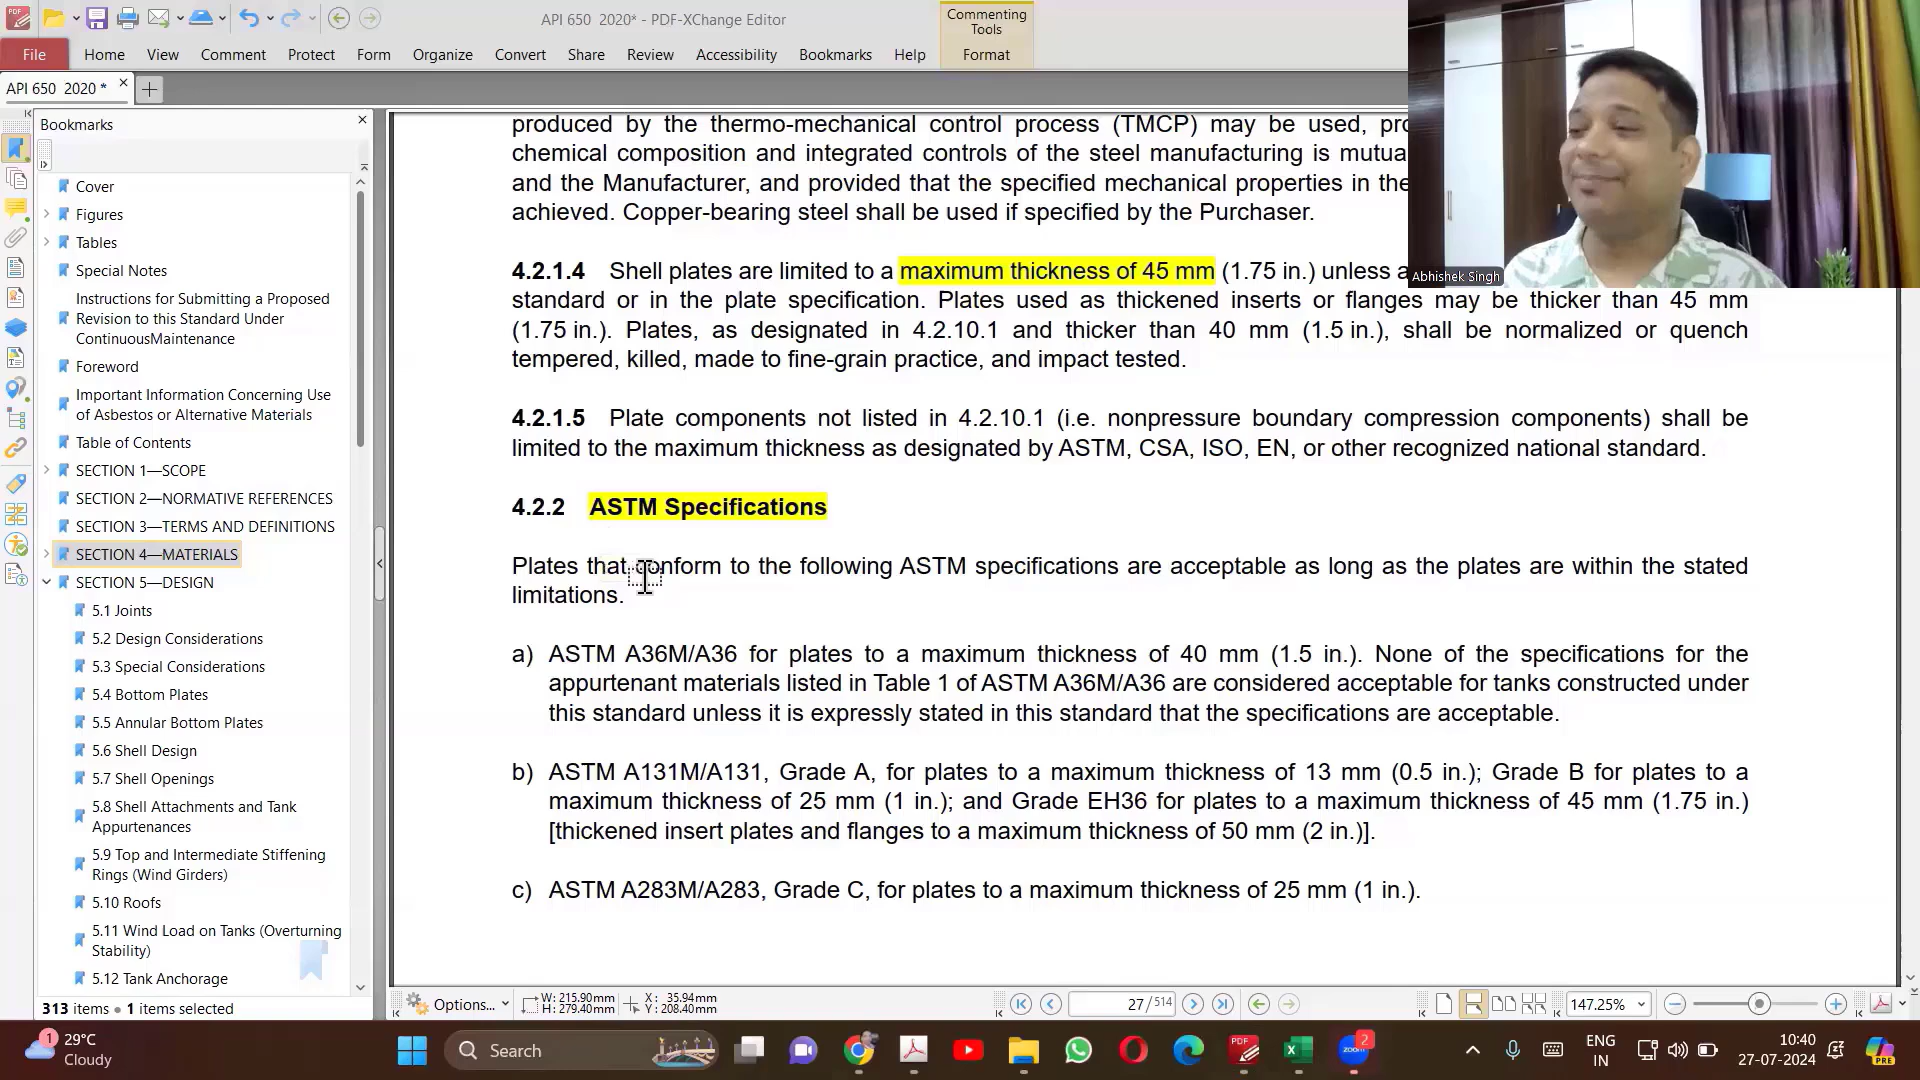 API 650 2020* - PDF-XChange Editor
Commenting
Tools
File
Home
View
Comment
Protect
Form
Organize
Convert
Share
Review
Accessibility
Bookmarks
Help
Format
API 650 2020 *
Bookmarks
Cover
Figures
Tables
Special Notes
Instructions for Submitting a Proposed
Revision to this Standard Under
ContinuousMaintenance
Foreword
Important Information Concerning Use
of Asbestos or Alternative Materials
Table of Contents
SECTION 1—SCOPE
SECTION 2—NORMATIVE REFERENCES
SECTION 3—TERMS AND DEFINITIONS
SECTION 4—MATERIALS
SECTION 5—DESIGN
5.1 Joints
5.2 Design Considerations
5.3 Special Considerations
5.4 Bottom Plates
5.5 Annular Bottom Plates
5.6 Shell Design
5.7 Shell Openings
5.8 Shell Attachments and Tank
Appurtenances
5.9 Top and Intermediate Stiffening
Rings (Wind Girders)
5.10 Roofs
5.11 Wind Load on Tanks (Overturning
Stability)
5.12 Tank Anchorage
313 items • 1 items selected
produced by the thermo-mechanical control process (TMCP) may be used,
chemical composition and integrated controls of the steel manufacturing is
and the Manufacturer, and provided that the specified mechanical properties in the
achieved. Copper-bearing steel shall be used if specified by the Purchaser.
4.2.1.4 Shell plates are limited to a maximum thickness of 45 mm (1.75 in.) unless
standard or in the plate specification. Plates used as thickened inserts or flanges may be thicker than 45 mm
(1.75 in.). Plates, as designated in 4.2.10.1 and thicker than 40 mm (1.5 in.), shall be normalized or quench
tempered, killed, made to fine-grain practice, and impact tested.
4.2.1.5 Plate components not listed in 4.2.10.1 (i.e. nonpressure boundary compression components) shall be
limited to the maximum thickness as designated by ASTM, CSA, ISO, EN, or other recognized national standard.
4.2.2 ASTM Specifications
Plates that conform to the following ASTM specifications are acceptable as long as the plates are within the stated
limitations.
a) ASTM A36M/A36 for plates to a maximum thickness of 40 mm (1.5 in.). None of the specifications for the
appurtenant materials listed in Table 1 of ASTM A36M/A36 are considered acceptable for tanks constructed under
this standard unless it is expressly stated in this standard that the specifications are acceptable.
b) ASTM A131M/A131, Grade A, for plates to a maximum thickness of 13 mm (0.5 in.); Grade B for plates to a
maximum thickness of 25 mm (1 in.); and Grade EH36 for plates to a maximum thickness of 45 mm (1.75 in.)
[thickened insert plates and flanges to a maximum thickness of 50 mm (2 in.)].
c) ASTM A283M/A283, Grade C, for plates to a maximum thickness of 25 mm (1 in.).
Abhishek Singh
Options...
W: 215.90mm
H: 279.40mm
X: 35.94mm
Y: 208.40mm
27 / 514
147.25%
1
29°C
Cloudy
Search
PDF
zoom
2
ENG
IN
10:40
27-07-2024
PRE